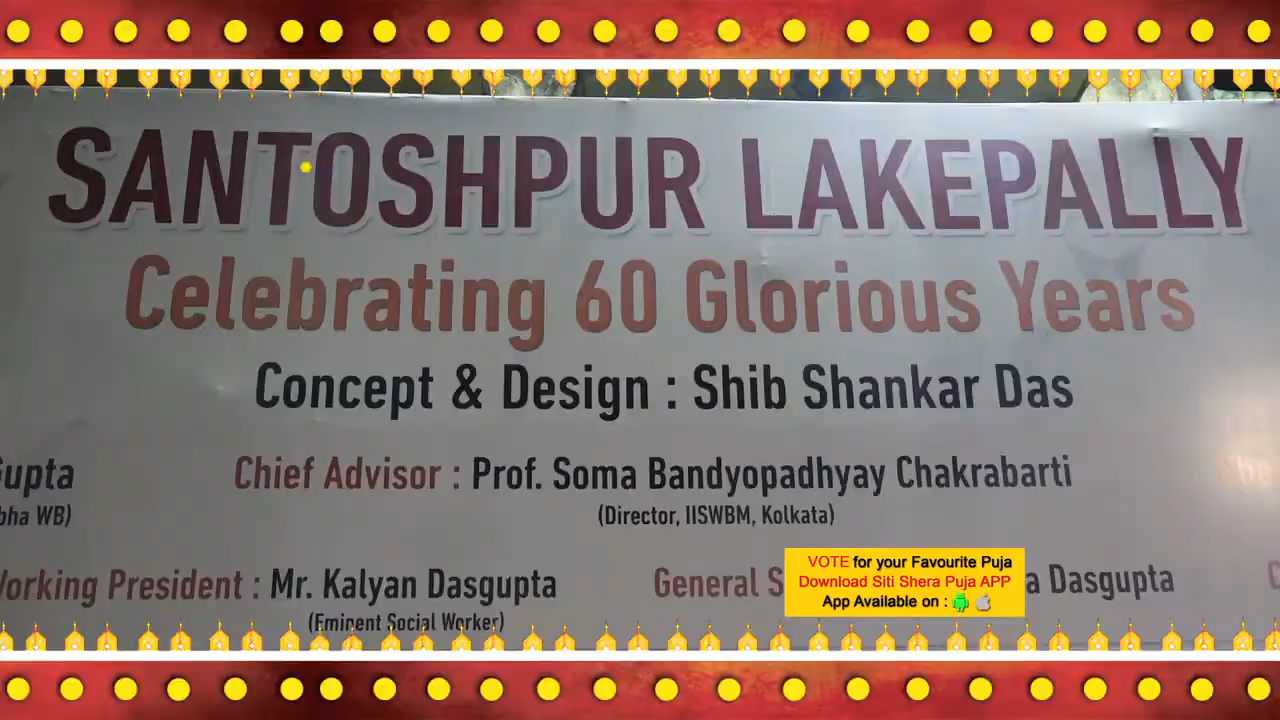 SANTOSHPUR LAKEPALLY
Celebrating 60 Glorious Years
Concept & Design : Shib Shankar Das
Gupta Chief Advisor : Prof. Soma Bandyopadhyay Chakrabarti
WB) (Director, IISWBM, Kolkata)
Working President : Mr. Kalyan Dasgupta General Dasgupta
(Eminent Social Worker)
VOTE for your Favourite Puja
Download Siti Shera Puja APP
App Available on :